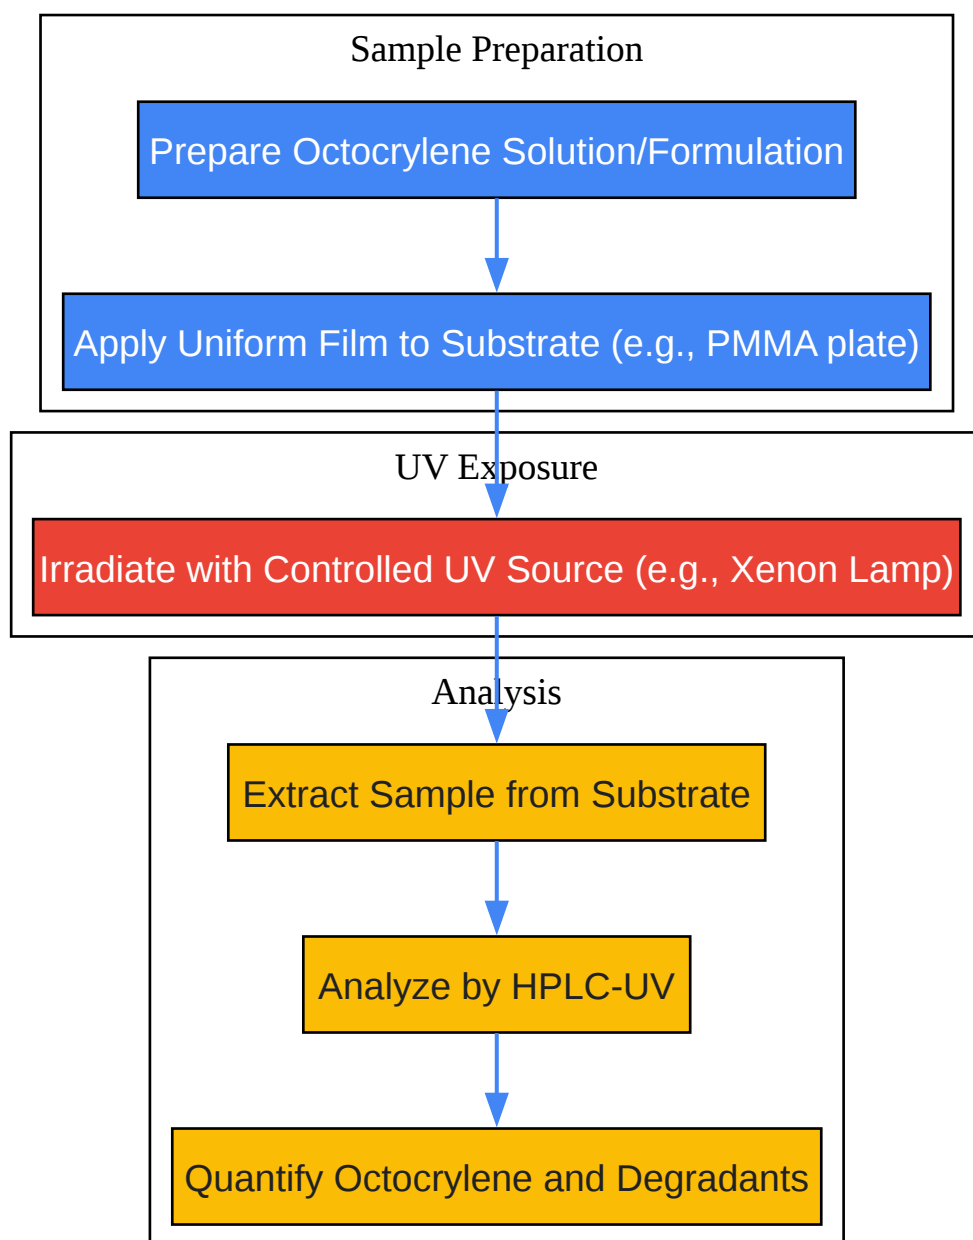 Sample Preparation
Prepare Octocrylene Solution/Formulation
Apply Uniform Film to Substrate (e.g., PMMA plate)
UV Exposure
Irradiate with Controlled UV Source (e.g., Xenon Lamp)
Analysis
Extract Sample from Substrate
Analyze by HPLC-UV
Quantify Octocrylene and Degradants